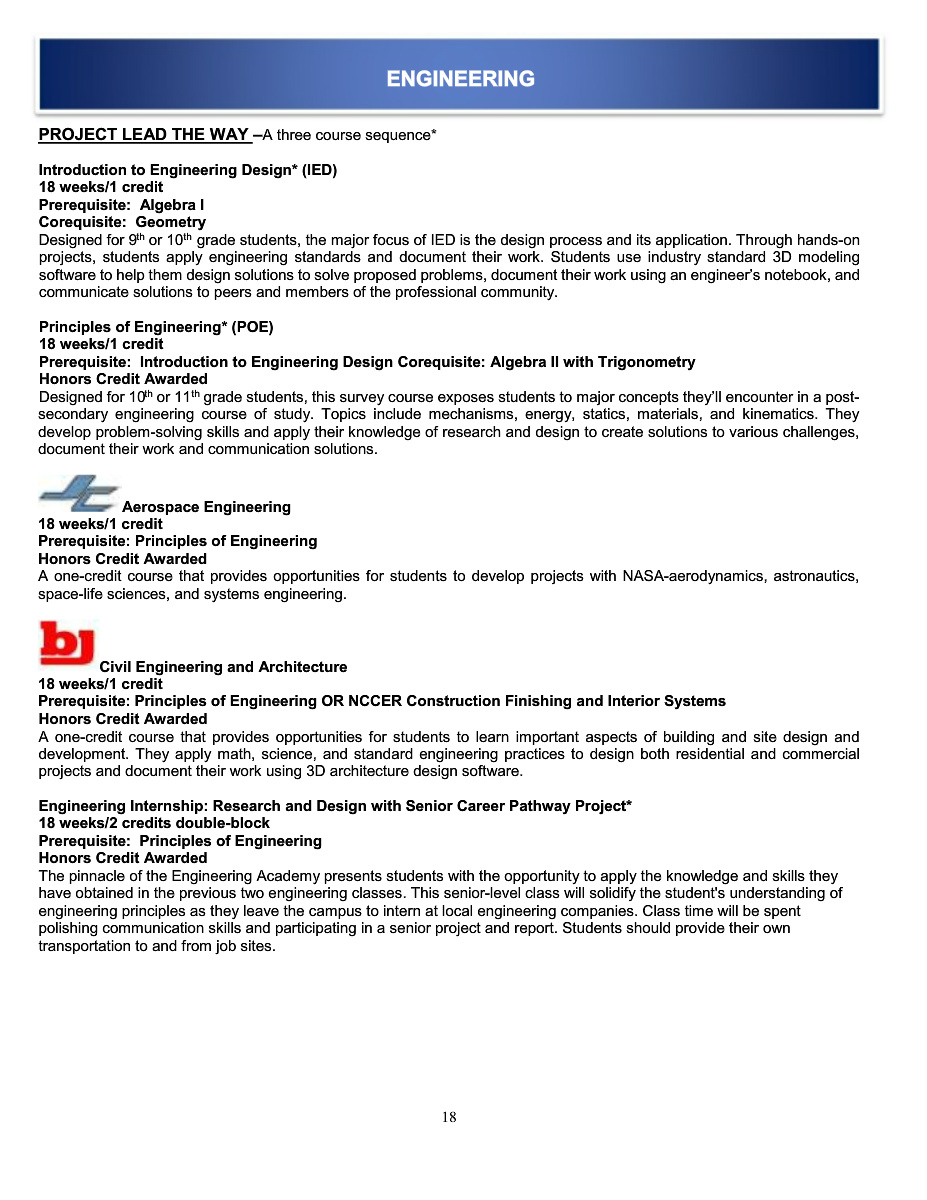 ENGINEERING
PROJECT LEAD THE WAY –A three course sequence*
Introduction to Engineering Design* (IED)
18 weeks/1 credit
Prerequisite:  Algebra I
Corequisite:  Geometry
Designed for 9th or 10th grade students, the major focus of IED is the design process and its application. Through hands-on
projects, students apply engineering standards and document their work. Students use industry standard 3D modeling
software to help them design solutions to solve proposed problems, document their work using an engineer's notebook, and
communicate solutions to peers and members of the professional community.
Principles of Engineering* (POE)
18 weeks/1 credit
Prerequisite:  Introduction to Engineering Design Corequisite: Algebra II with Trigonometry
Honors Credit Awarded
Designed for 10th or 11th grade students, this survey course exposes students to major concepts they'll encounter in a post-
secondary engineering course of study. Topics include mechanisms, energy, statics, materials, and kinematics. They
develop problem-solving skills and apply their knowledge of research and design to create solutions to various challenges,
document their work and communication solutions.
JC Aerospace Engineering
18 weeks/1 credit
Prerequisite: Principles of Engineering
Honors Credit Awarded
A one-credit course that provides opportunities for students to develop projects with NASA-aerodynamics, astronautics,
space-life sciences, and systems engineering.
bj Civil Engineering and Architecture
18 weeks/1 credit
Prerequisite: Principles of Engineering OR NCCER Construction Finishing and Interior Systems
Honors Credit Awarded
A one-credit course that provides opportunities for students to learn important aspects of building and site design and
development. They apply math, science, and standard engineering practices to design both residential and commercial
projects and document their work using 3D architecture design software.
Engineering Internship: Research and Design with Senior Career Pathway Project*
18 weeks/2 credits double-block
Prerequisite:  Principles of Engineering
Honors Credit Awarded
The pinnacle of the Engineering Academy presents students with the opportunity to apply the knowledge and skills they
have obtained in the previous two engineering classes. This senior-level class will solidify the student's understanding of
engineering principles as they leave the campus to intern at local engineering companies. Class time will be spent
polishing communication skills and participating in a senior project and report. Students should provide their own
transportation to and from job sites.
18